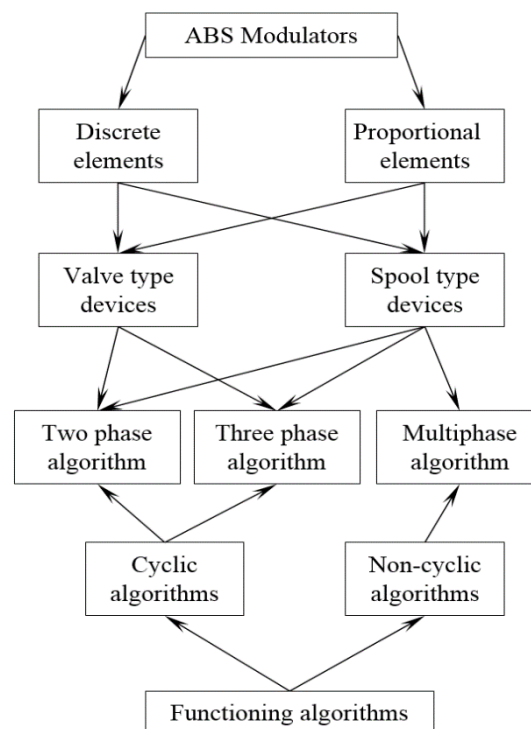 ABS Modulators
Discrete
elements
Proportional
elements
Valve type
devices
Spool type
devices
Two phase
algorithm
Three phase
algorithm
Multiphase
algorithm
Cyclic
algorithms
Non-cyclic
algorithms
Functioning algorithms